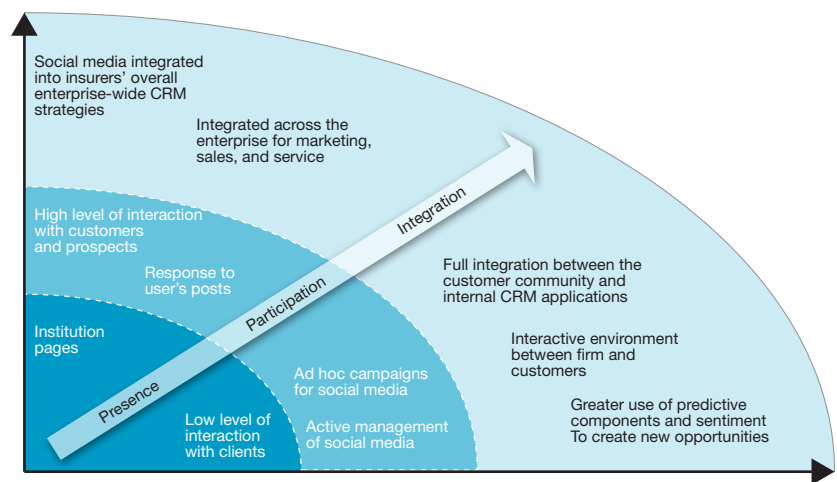 Social media integrated
into insurers' overall
enterprise-wide CRM
strategies
Integrated across the
enterprise for marketing,
sales, and service
High level of interaction
with customers
and prospects
Response to
user's posts
Institution
pages
Low level of
interaction
with clients
Presence
Participation
Integration
Ad hoc campaigns
for social media
Active management
of social media
Full integration between the
customer community and
internal CRM applications
Interactive environment
between firm and
customers
Greater use of predictive
components and sentiment
To create new opportunities